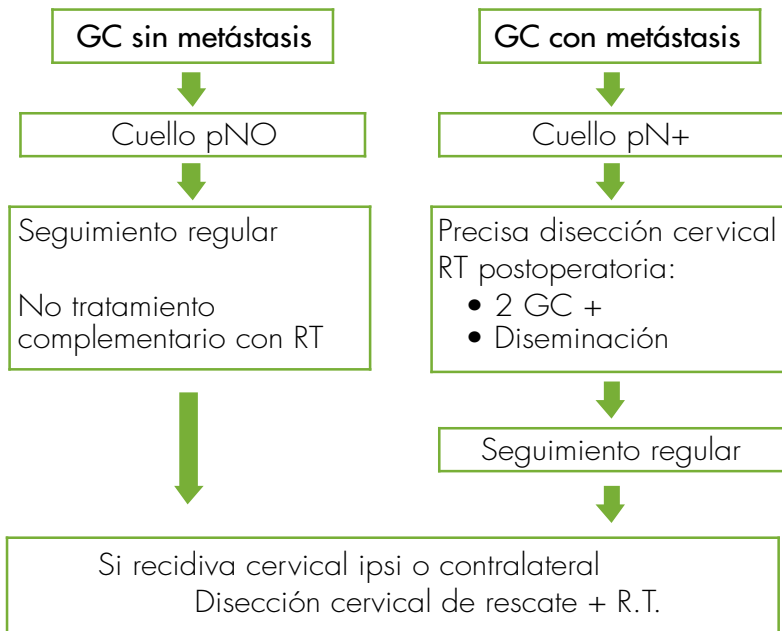 GC sin metástasis
Cuello pNO
Seguimiento regular
No tratamiento
complementario con RT
GC con metástasis
Cuello pN+
Precisa disección cervical
RT postoperatoria:
• 2 GC +
• Diseminación
Seguimiento regular
Si recidiva cervical ipsi o contralateral
Disección cervical de rescate + R.T.